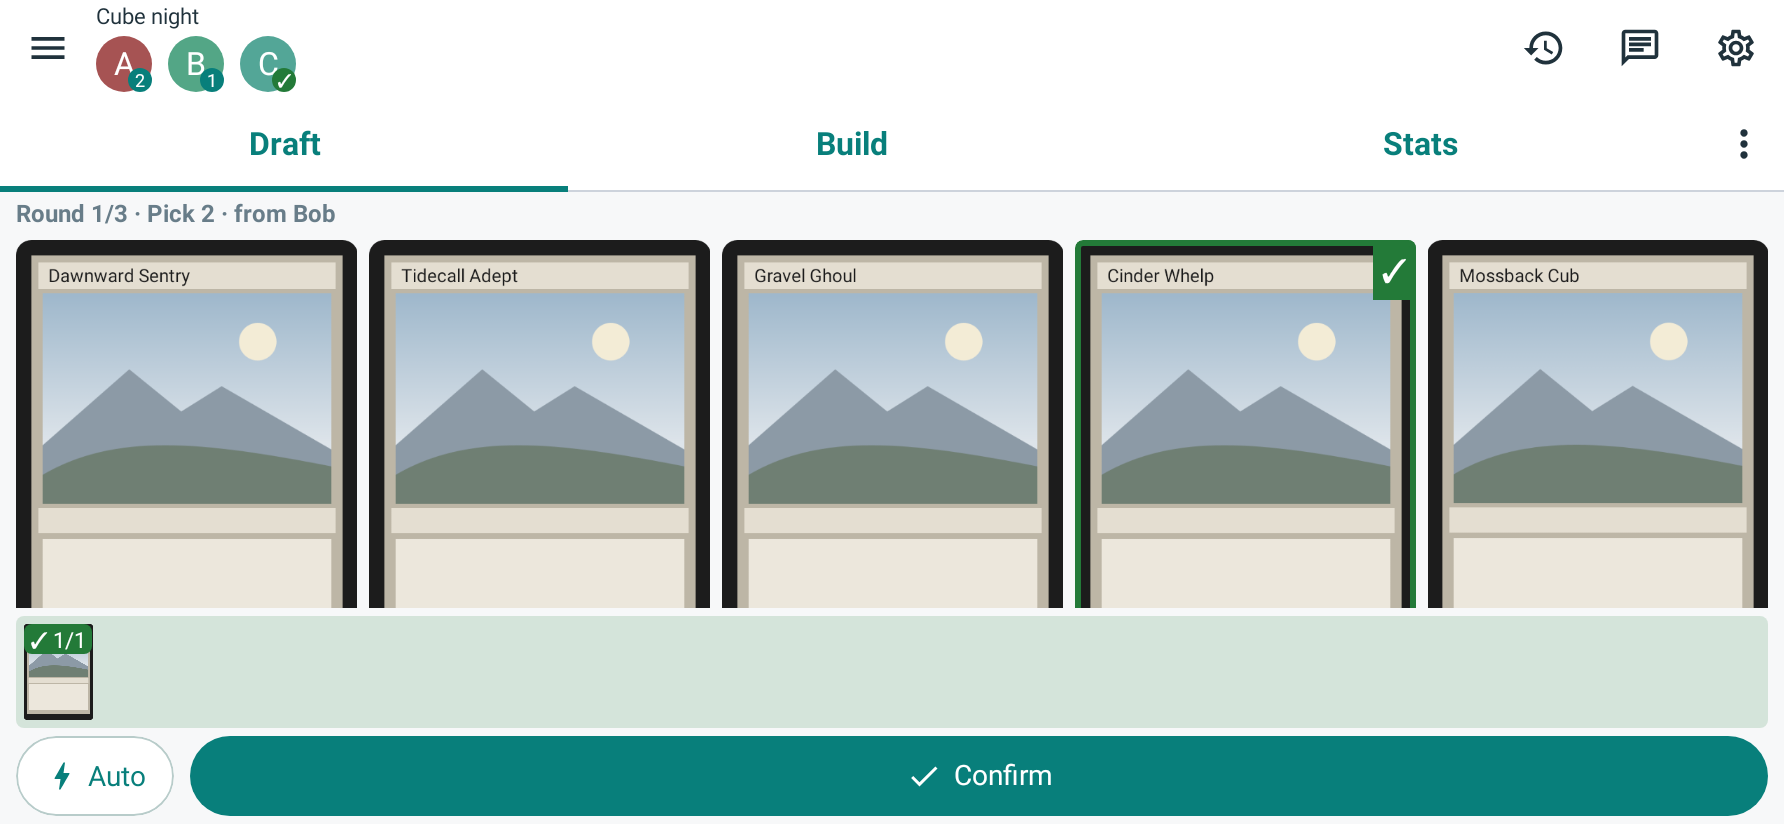 Cube night
A 2 B 1 C ✓
Draft Build Stats
Round 1/3 · Pick 2 · from Bob
Dawnward Sentry
Tidecall Adept
Gravel Ghoul
Cinder Whelp ✓
Mossback Cub
✓ 1/1
Auto
✓ Confirm